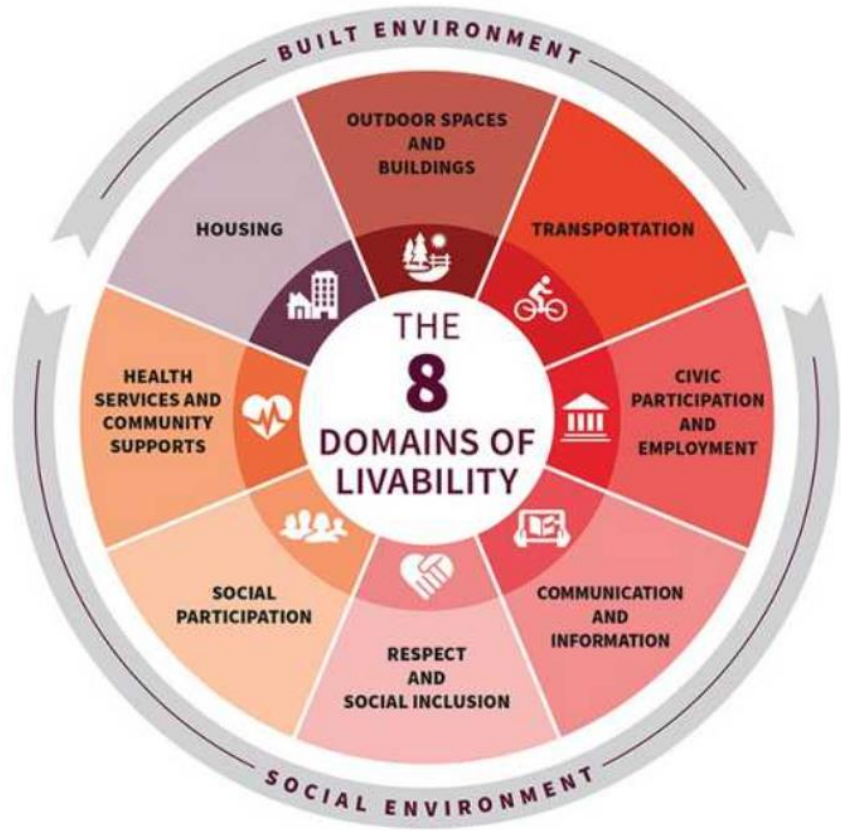 BUILT ENVIRONMENT
OUTDOOR SPACES
AND
BUILDINGS
HOUSING
TRANSPORTATION
THE
8
DOMAINS OF
LIVABILITY
HEALTH
SERVICES AND
COMMUNITY
SUPPORTS
CIVIC
PARTICIPATION
AND
EMPLOYMENT
SOCIAL
PARTICIPATION
COMMUNICATION
AND
INFORMATION
RESPECT
AND
SOCIAL INCLUSION
SOCIAL ENVIRONMENT